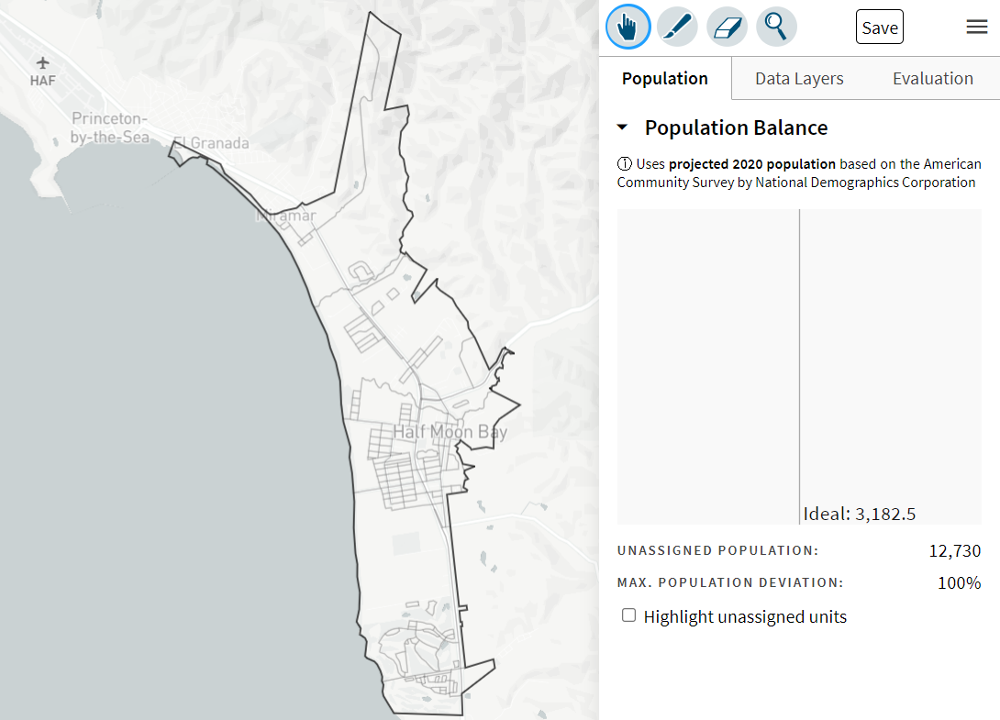 HAF
Princeton-
by-the-Sea
El Granada
Miramar
Half Moon Bay
Save
Population
Data Layers
Evaluation
Population Balance
Uses projected 2020 population based on the American
Community Survey by National Demographics Corporation
Ideal: 3,182.5
UNASSIGNED POPULATION: 12,730
MAX. POPULATION DEVIATION: 100%
Highlight unassigned units